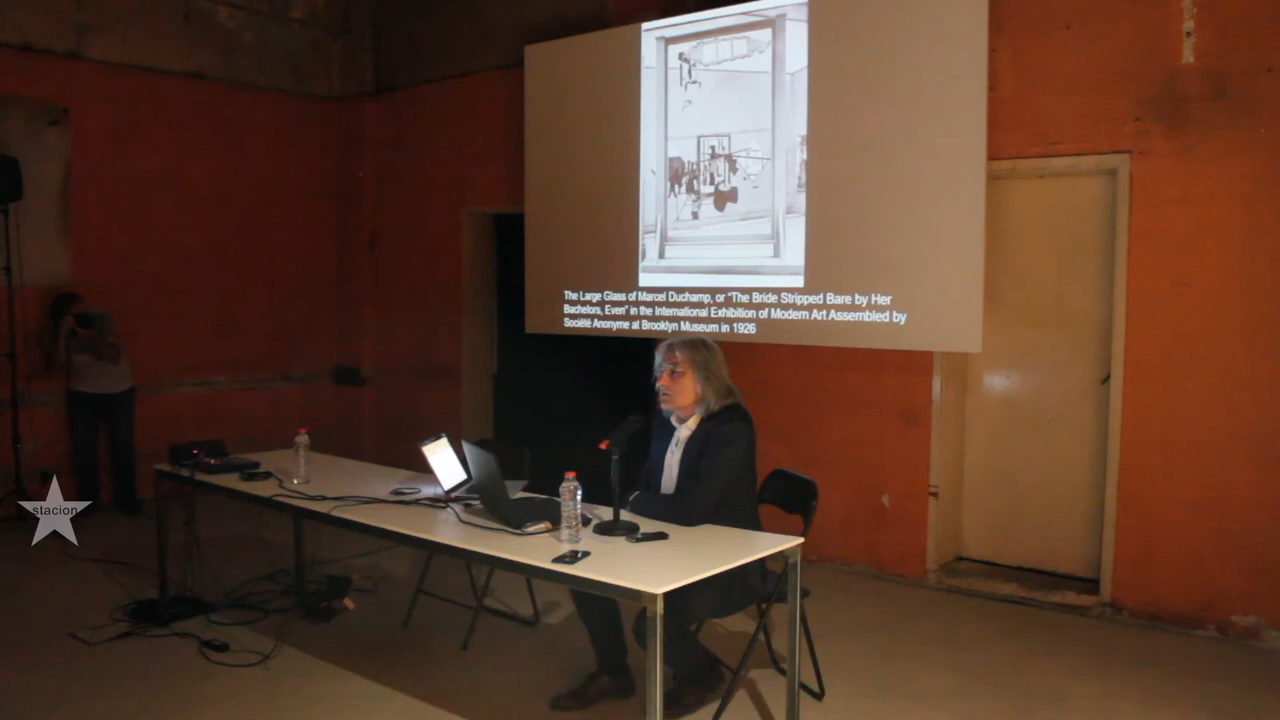 The Large Glass of Marcel Duchamp, or "The Bride Stripped Bare by Her
Bachelors, Even" in the International Exhibition of Modern Art Assembled by
Société Anonyme at Brooklyn Museum in 1926
stacion